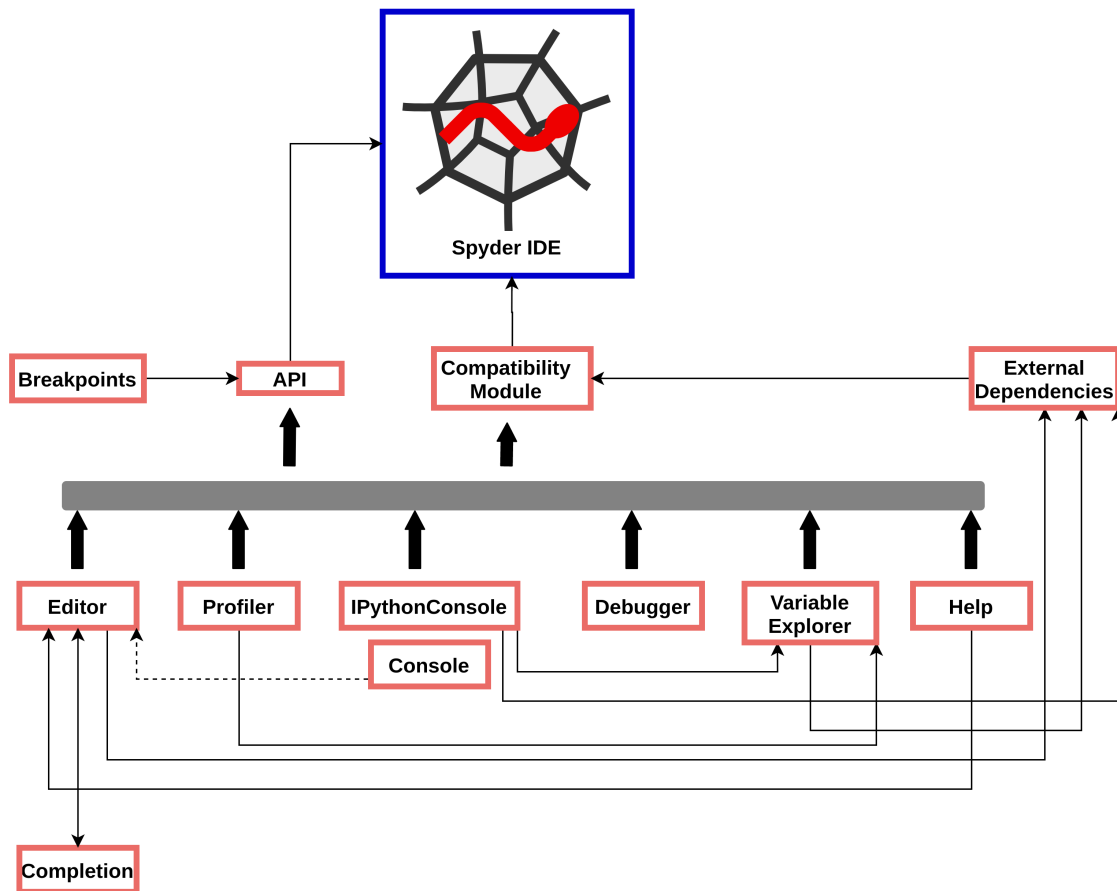 Spyder IDE
Breakpoints
API
Compatibility
Module
External
Dependencies
Editor
Profiler
IPythonConsole
Debugger
Variable
Explorer
Help
Console
Completion